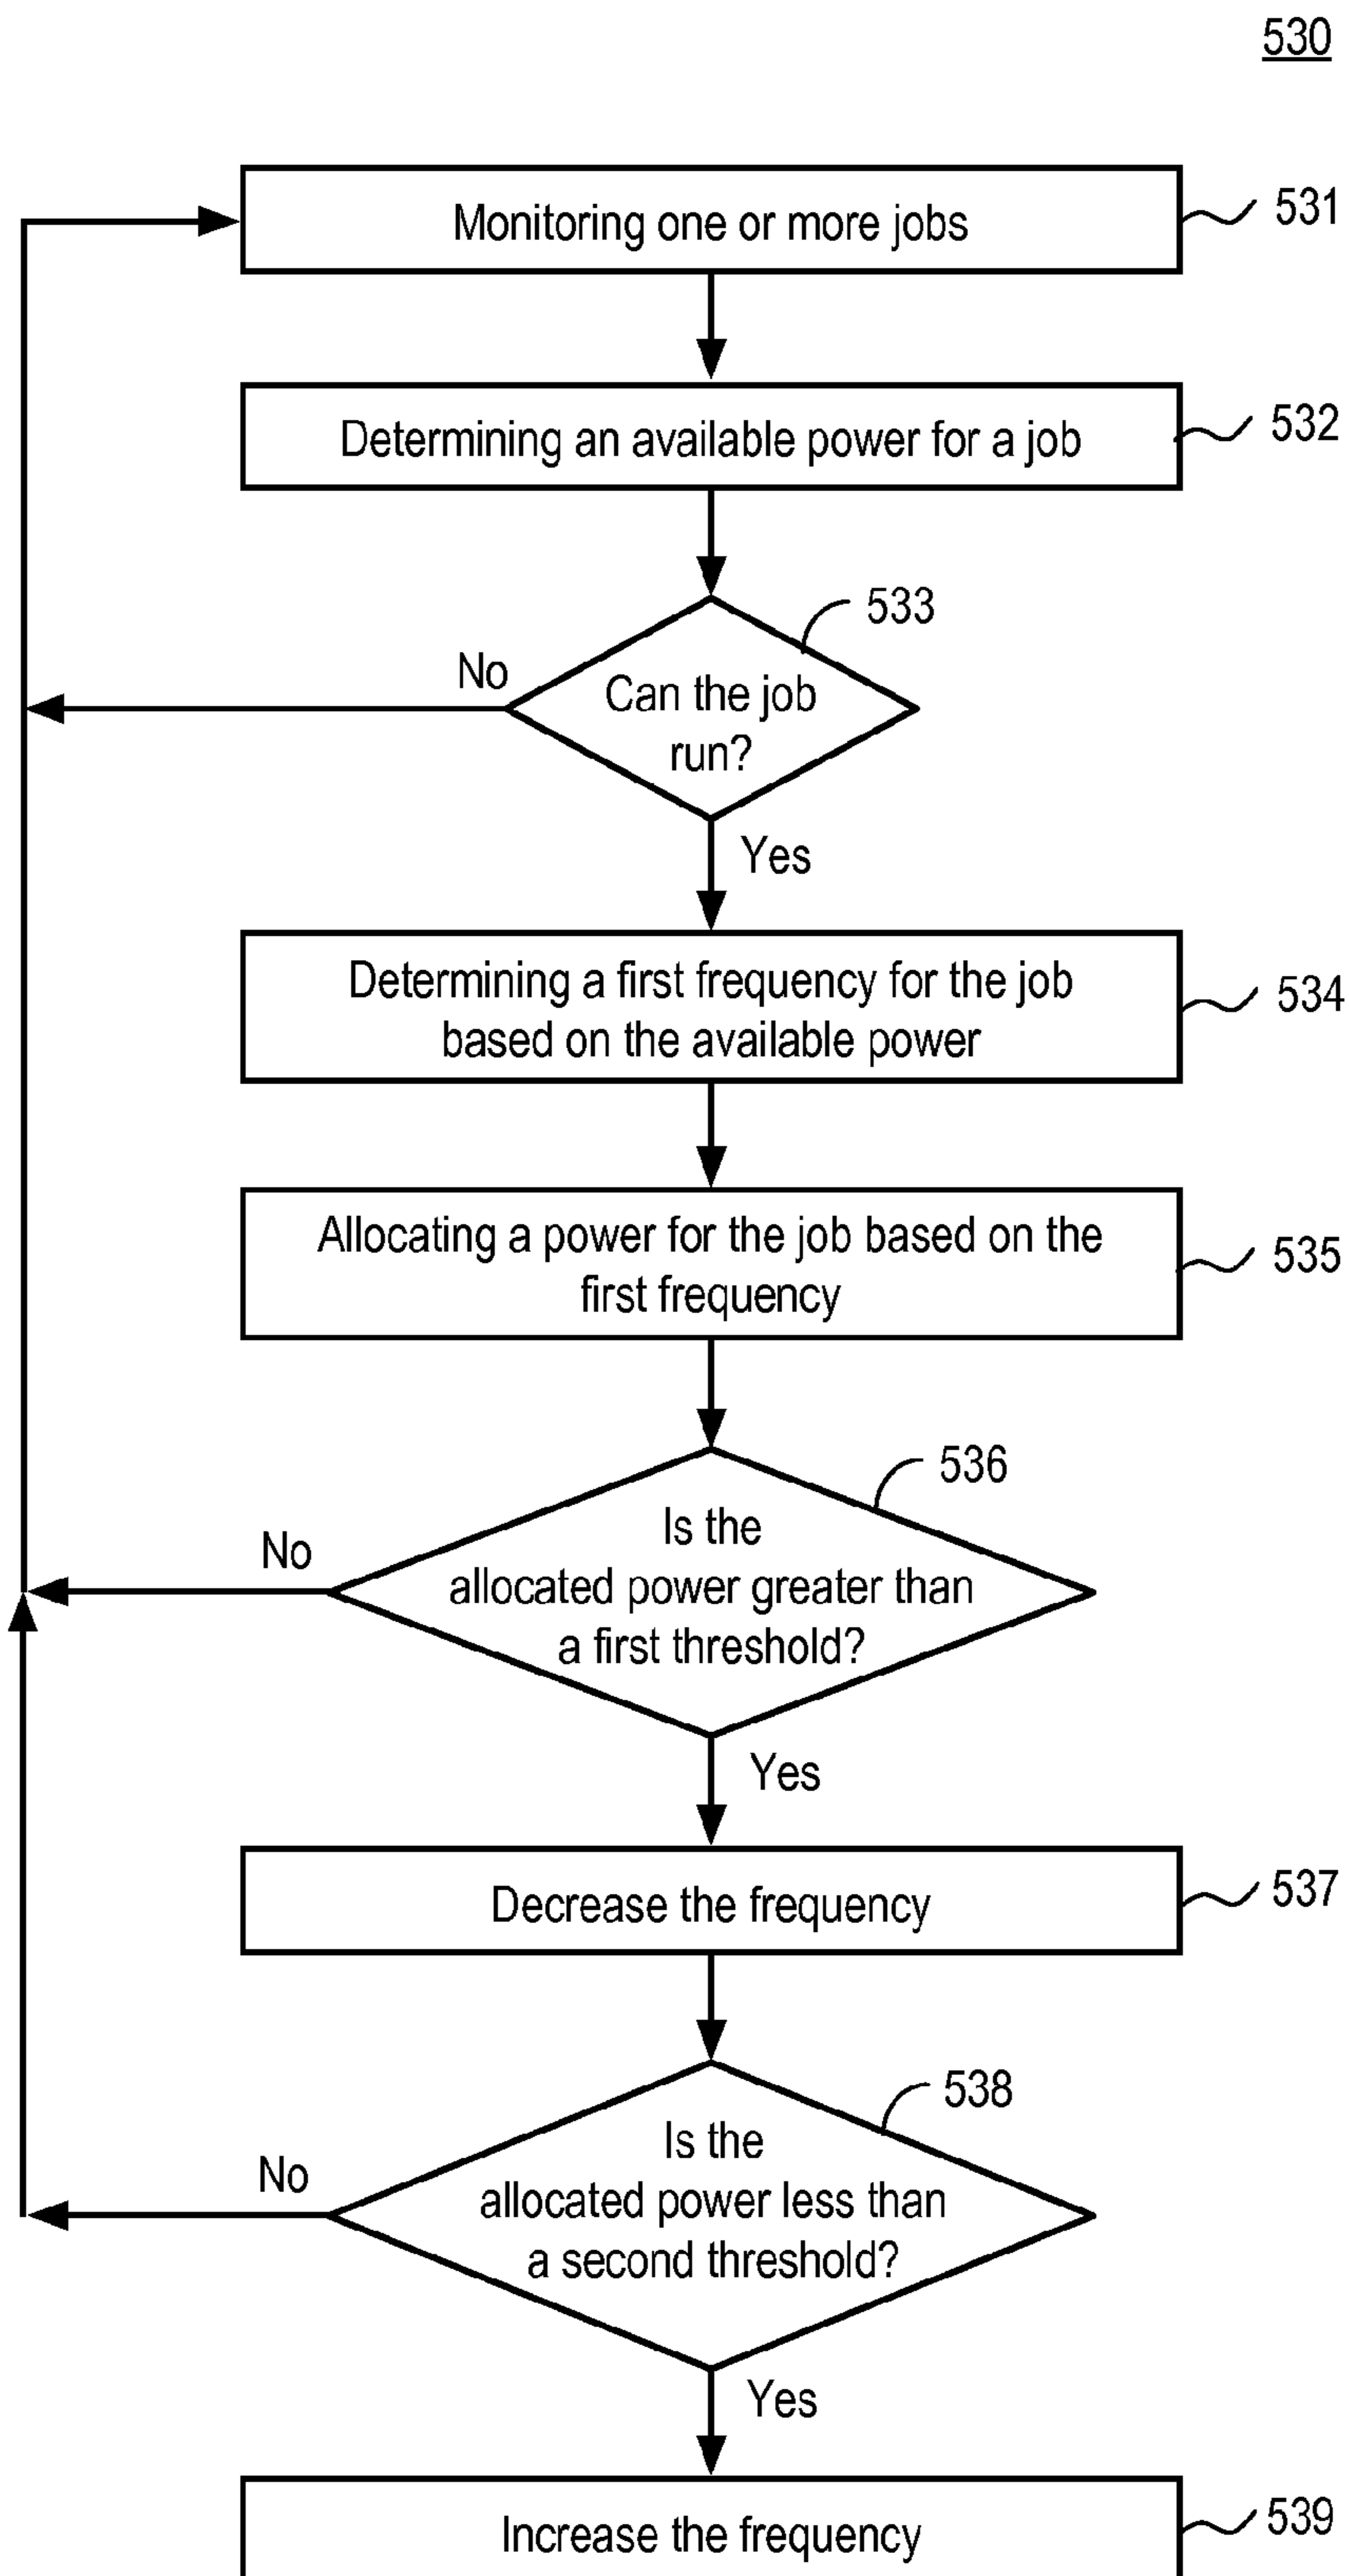 530
Monitoring one or more jobs
531
Determining an available power for a job
532
533
No
Can the job
run?
Yes
Determining a first frequency for the job
based on the available power
534
Allocating a power for the job based on the
first frequency
535
536
No
Is the
allocated power greater than
a first threshold?
Yes
Decrease the frequency
537
538
No
Is the
allocated power less than
a second threshold?
Yes
Increase the frequency
539